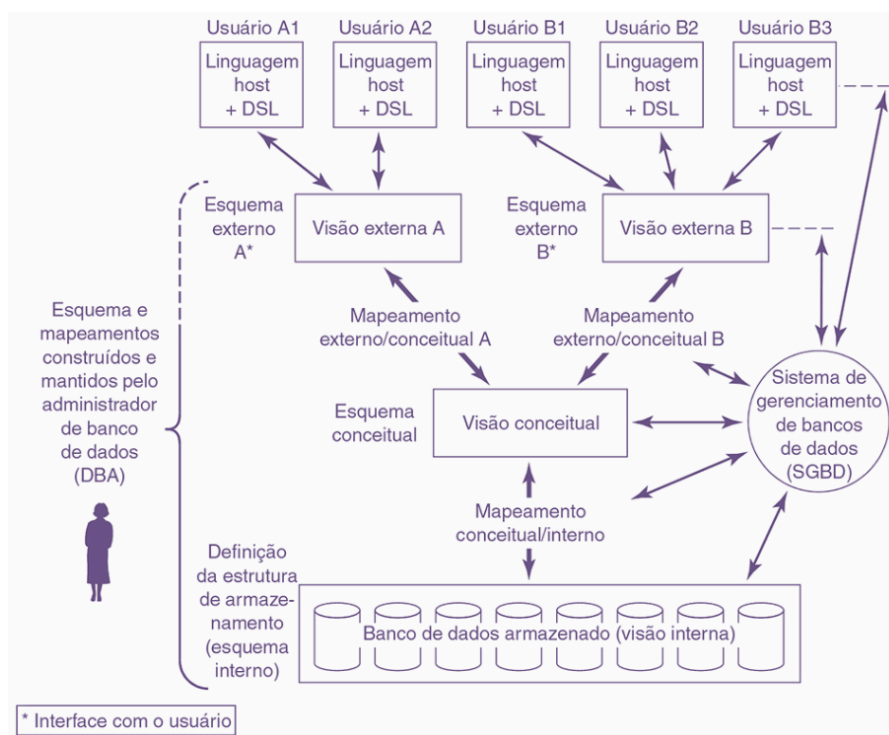 Usuário A1
Usuário A2
Usuário B1
Usuário B2
Usuário B3
Linguagem
host
+ DSL
Linguagem
host
+ DSL
Linguagem
host
+ DSL
Linguagem
host
+ DSL
Linguagem
host
+ DSL
Esquema
externo
A*
Visão externa A
Esquema
externo
B*
Visão externa B
Esquema e
mapeamentos
construídos e
mantidos pelo
administrador
de banco
de dados
(DBA)
Mapeamento
externo/conceitual A
Mapeamento
externo/conceitual B
Sistema de
gerenciamento
de bancos
de dados
(SGBD)
Esquema
conceitual
Visão conceitual
Mapeamento
conceitual/interno
Definição
da estrutura
de armaze-
namento
(esquema
interno)
Banco de dados armazenado (visão interna)
* Interface com o usuário